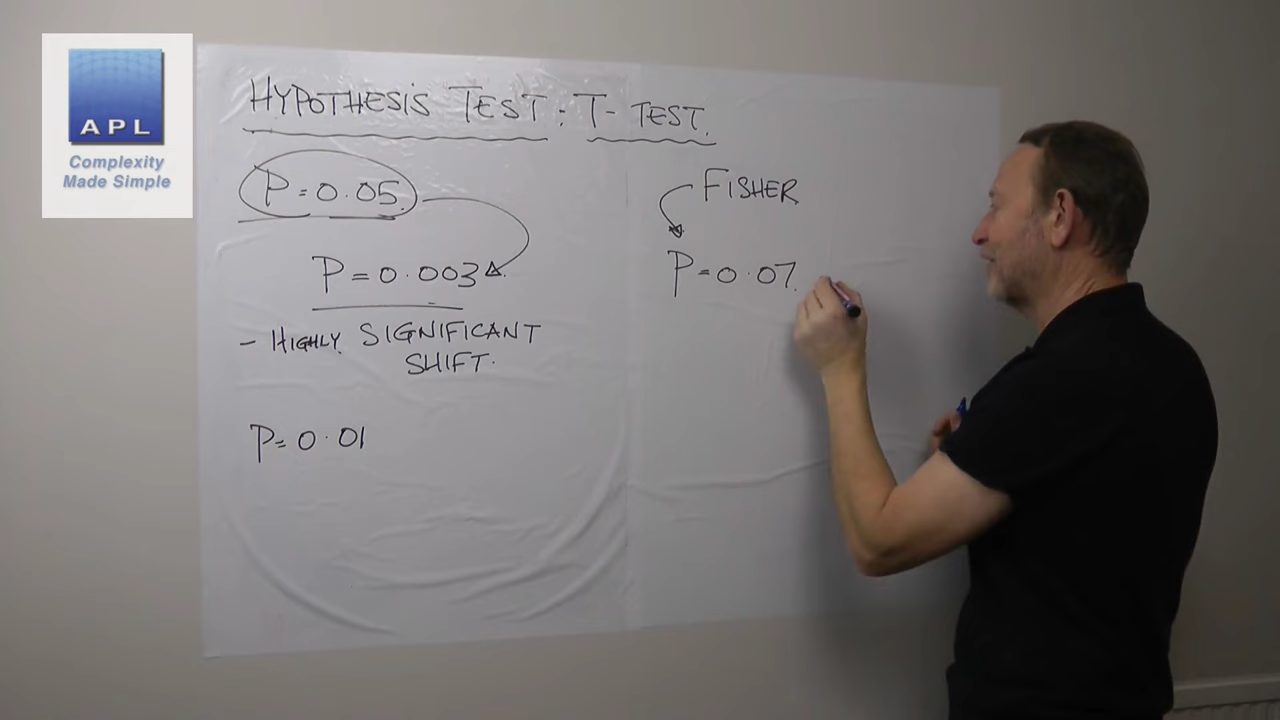 APL
Complexity
Made Simple
HYPOTHESIS TEST: T-TEST.
P=0.05.
P=0.003
- HIGHLY SIGNIFICANT
SHIFT.
P=0.01
FISHER
P=0.07.